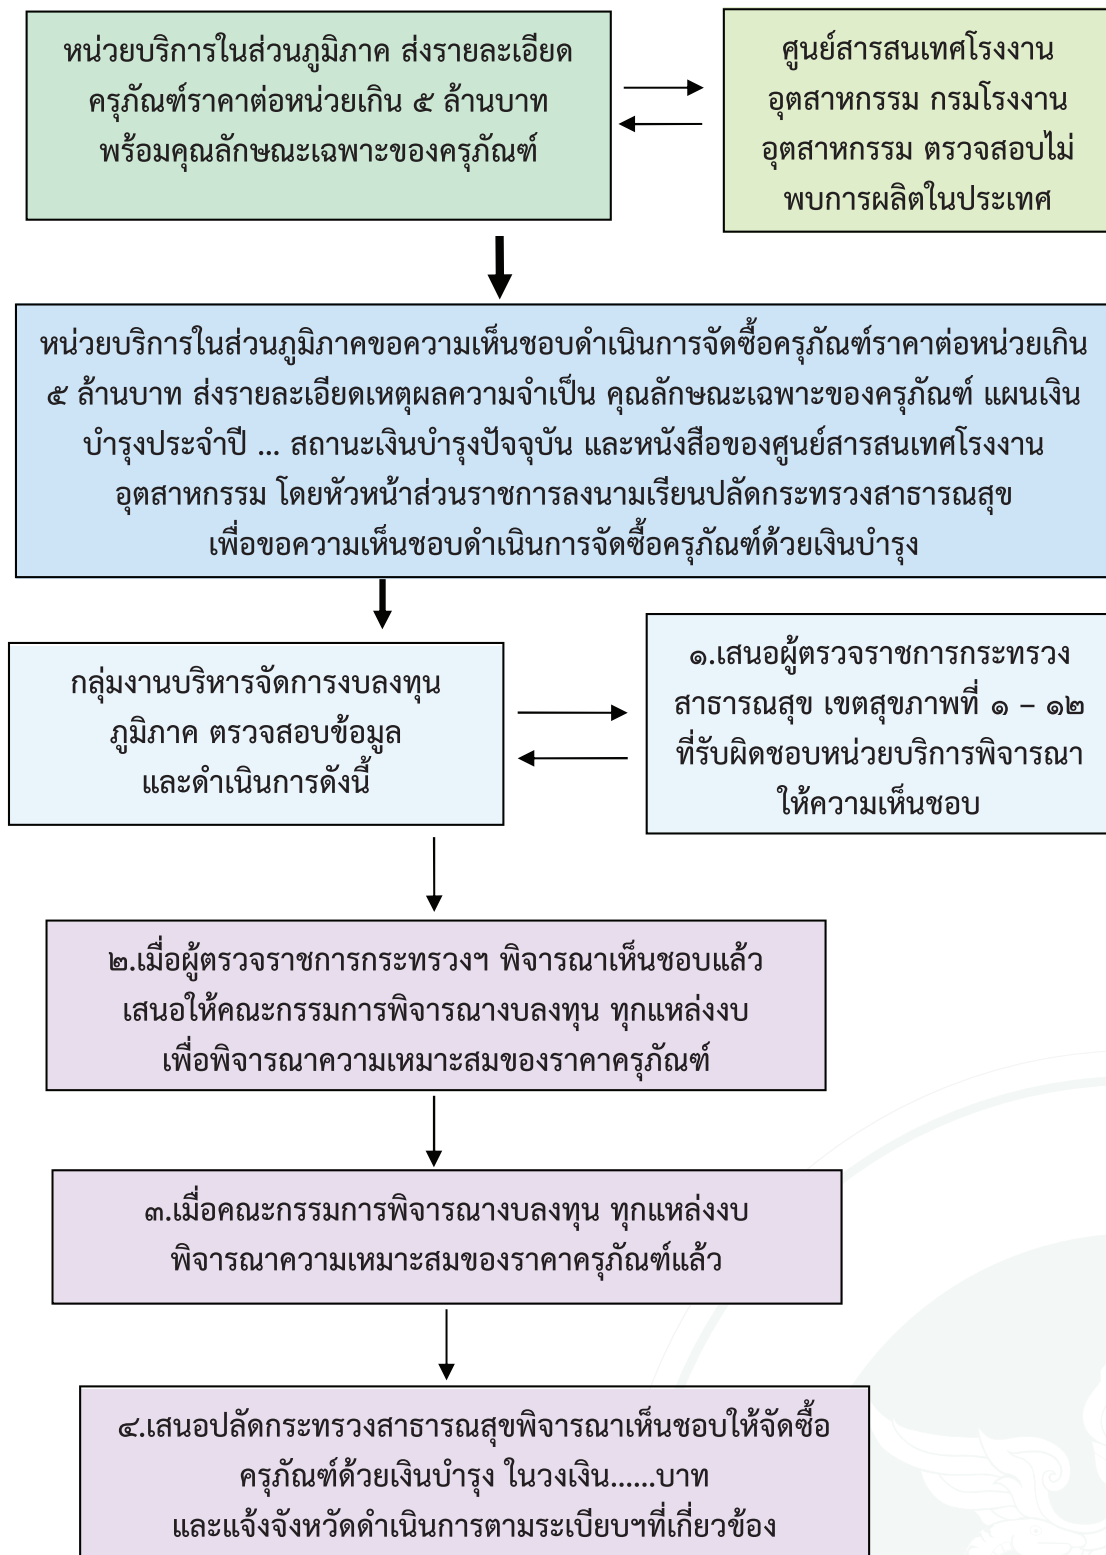 หน่วยบริการในส่วนภูมิภาค ส่งรายละเอียด
ครุภัณฑ์ราคาต่อหน่วยเกิน ๕ ล้านบาท
พร้อมคุณลักษณะเฉพาะของครุภัณฑ์
ศูนย์สารสนเทศโรงงาน
อุตสาหกรรม กรมโรงงาน
อุตสาหกรรม ตรวจสอบไม่
พบการผลิตในประเทศ
หน่วยบริการในส่วนภูมิภาคขอความเห็นชอบดำเนินการจัดซื้อครุภัณฑ์ราคาต่อหน่วยเกิน
๕ ล้านบาท ส่งรายละเอียดเหตุผลความจำเป็น คุณลักษณะเฉพาะของครุภัณฑ์ แผนเงิน
บำรุงประจำปี ... สถานะเงินบำรุงปัจจุบัน และหนังสือของศูนย์สารสนเทศโรงงาน
อุตสาหกรรม โดยหัวหน้าส่วนราชการลงนามเรียนปลัดกระทรวงสาธารณสุข
เพื่อขอความเห็นชอบดำเนินการจัดซื้อครุภัณฑ์ด้วยเงินบำรุง
กลุ่มงานบริหารจัดการงบลงทุน
ภูมิภาค ตรวจสอบข้อมูล
และดำเนินการดังนี้
๑.เสนอผู้ตรวจราชการกระทรวง
สาธารณสุข เขตสุขภาพที่ ๑ – ๑๒
ที่รับผิดชอบหน่วยบริการพิจารณา
ให้ความเห็นชอบ
๒.เมื่อผู้ตรวจราชการกระทรวงฯ พิจารณาเห็นชอบแล้ว
เสนอให้คณะกรรมการพิจารณางบลงทุน ทุกแหล่งงบ
เพื่อพิจารณาความเหมาะสมของราคาครุภัณฑ์
๓.เมื่อคณะกรรมการพิจารณางบลงทุน ทุกแหล่งงบ
พิจารณาความเหมาะสมของราคาครุภัณฑ์แล้ว
๔.เสนอปลัดกระทรวงสาธารณสุขพิจารณาเห็นชอบให้จัดซื้อ
ครุภัณฑ์ด้วยเงินบำรุง ในวงเงิน......บาท
และแจ้งจังหวัดดำเนินการตามระเบียบฯที่เกี่ยวข้อง